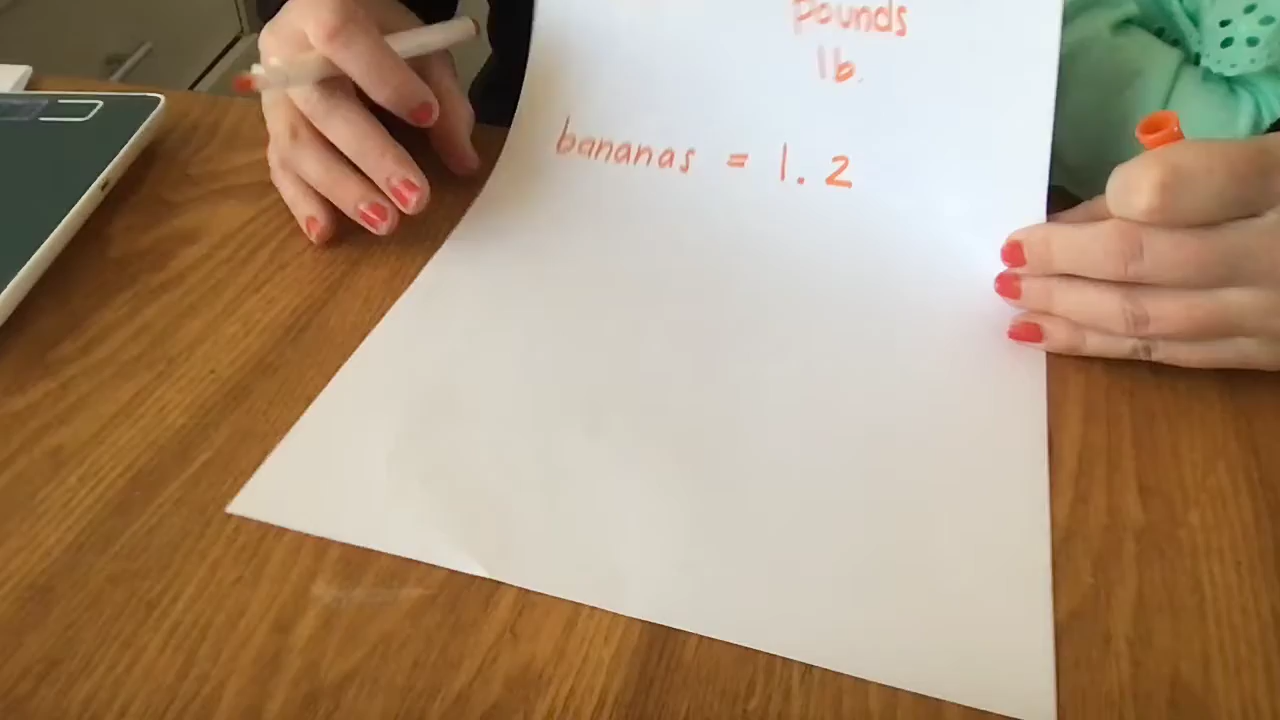 pounds
lb.
bananas = 1.2